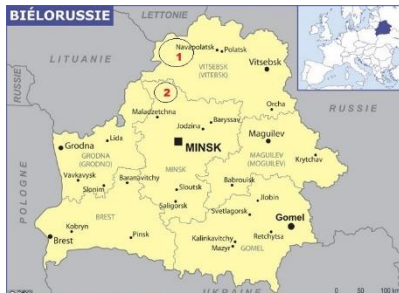 BIÉLORUSSIE
LETTONIE
LITUANIE
RUSSIE
RUSSIE
POLOGNE
UKRAINE
1
Navapolatsk
Polatsk
VITSEBSK
(VITEBSK)
Vitsebsk
2
Maladzetchna
Orcha
Jodzina
Baryssav
MINSK
Maguilev
MAGUILEV
(MOGUILEV)
Krytchav
Lida
Grodna
GRODNA
(GRODNO)
MINSK
Vavkavysk
Slonim
Baranavitchy
Sloutsk
Babrouisk
Saligorsk
Jlobin
Svetlagorsk
Gomel
BREST
Kobryn
Brest
Pinsk
Kalinkavitchy
Retchytsa
Mazyr
GOMEL
0
50
100 km